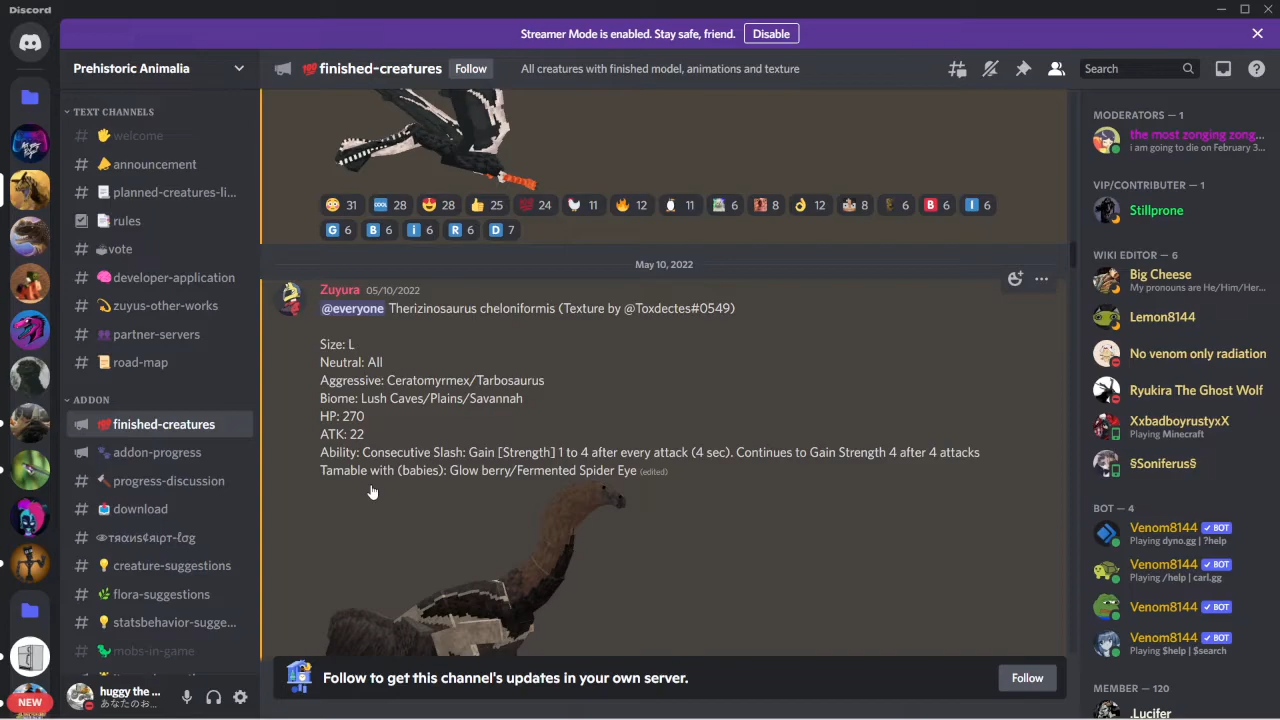 Discord
Streamer Mode is enabled. Stay safe, friend. Disable
Prehistoric Animalia
finished-creatures Follow All creatures with finished model, animations and texture Search
TEXT CHANNELS
welcome
announcement
planned-creatures-li...
rules
vote
developer-application
zuyus-other-works
partner-servers
road-map
ADDON
finished-creatures
addon-progress
progress-discussion
download
creature-suggestions
flora-suggestions
statsbehavior-sugge...
mobs-in-game
NEW
huggy the ...
あなたのお...
31 28 28 25 24 11 12 11 6 8 12 8 6 B 6 I 6
G 6 B 6 i 6 R 6 D 7
May 10, 2022
Zuyura 05/10/2022
@everyone Therizinosaurus cheloniformis (Texture by @Toxdectes#0549)
Size: L
Neutral: All
Aggressive: Ceratomyrmex/Tarbosaurus
Biome: Lush Caves/Plains/Savannah
HP: 270
ATK: 22
Ability: Consecutive Slash: Gain [Strength] 1 to 4 after every attack (4 sec). Continues to Gain Strength 4 after 4 attacks
Tamable with (babies): Glow berry/Fermented Spider Eye (edited)
Follow to get this channel's updates in your own server. Follow
MODERATORS — 1
the most zonging zong...
i am going to die on February 3...
VIP/CONTRIBUTER — 1
Stillprone
WIKI EDITOR — 6
Big Cheese
My pronouns are He/Him/Her...
Lemon8144
No venom only radiation
Ryukira The Ghost Wolf
XxbadboyrustyxX
Playing Minecraft
§Soniferus§
BOT — 4
Venom8144 BOT
Playing dyno.gg | ?help
Venom8144 BOT
Playing /help | carl.gg
Venom8144 BOT
Venom8144 BOT
Playing $help | $search
MEMBER — 120
.Lucifer